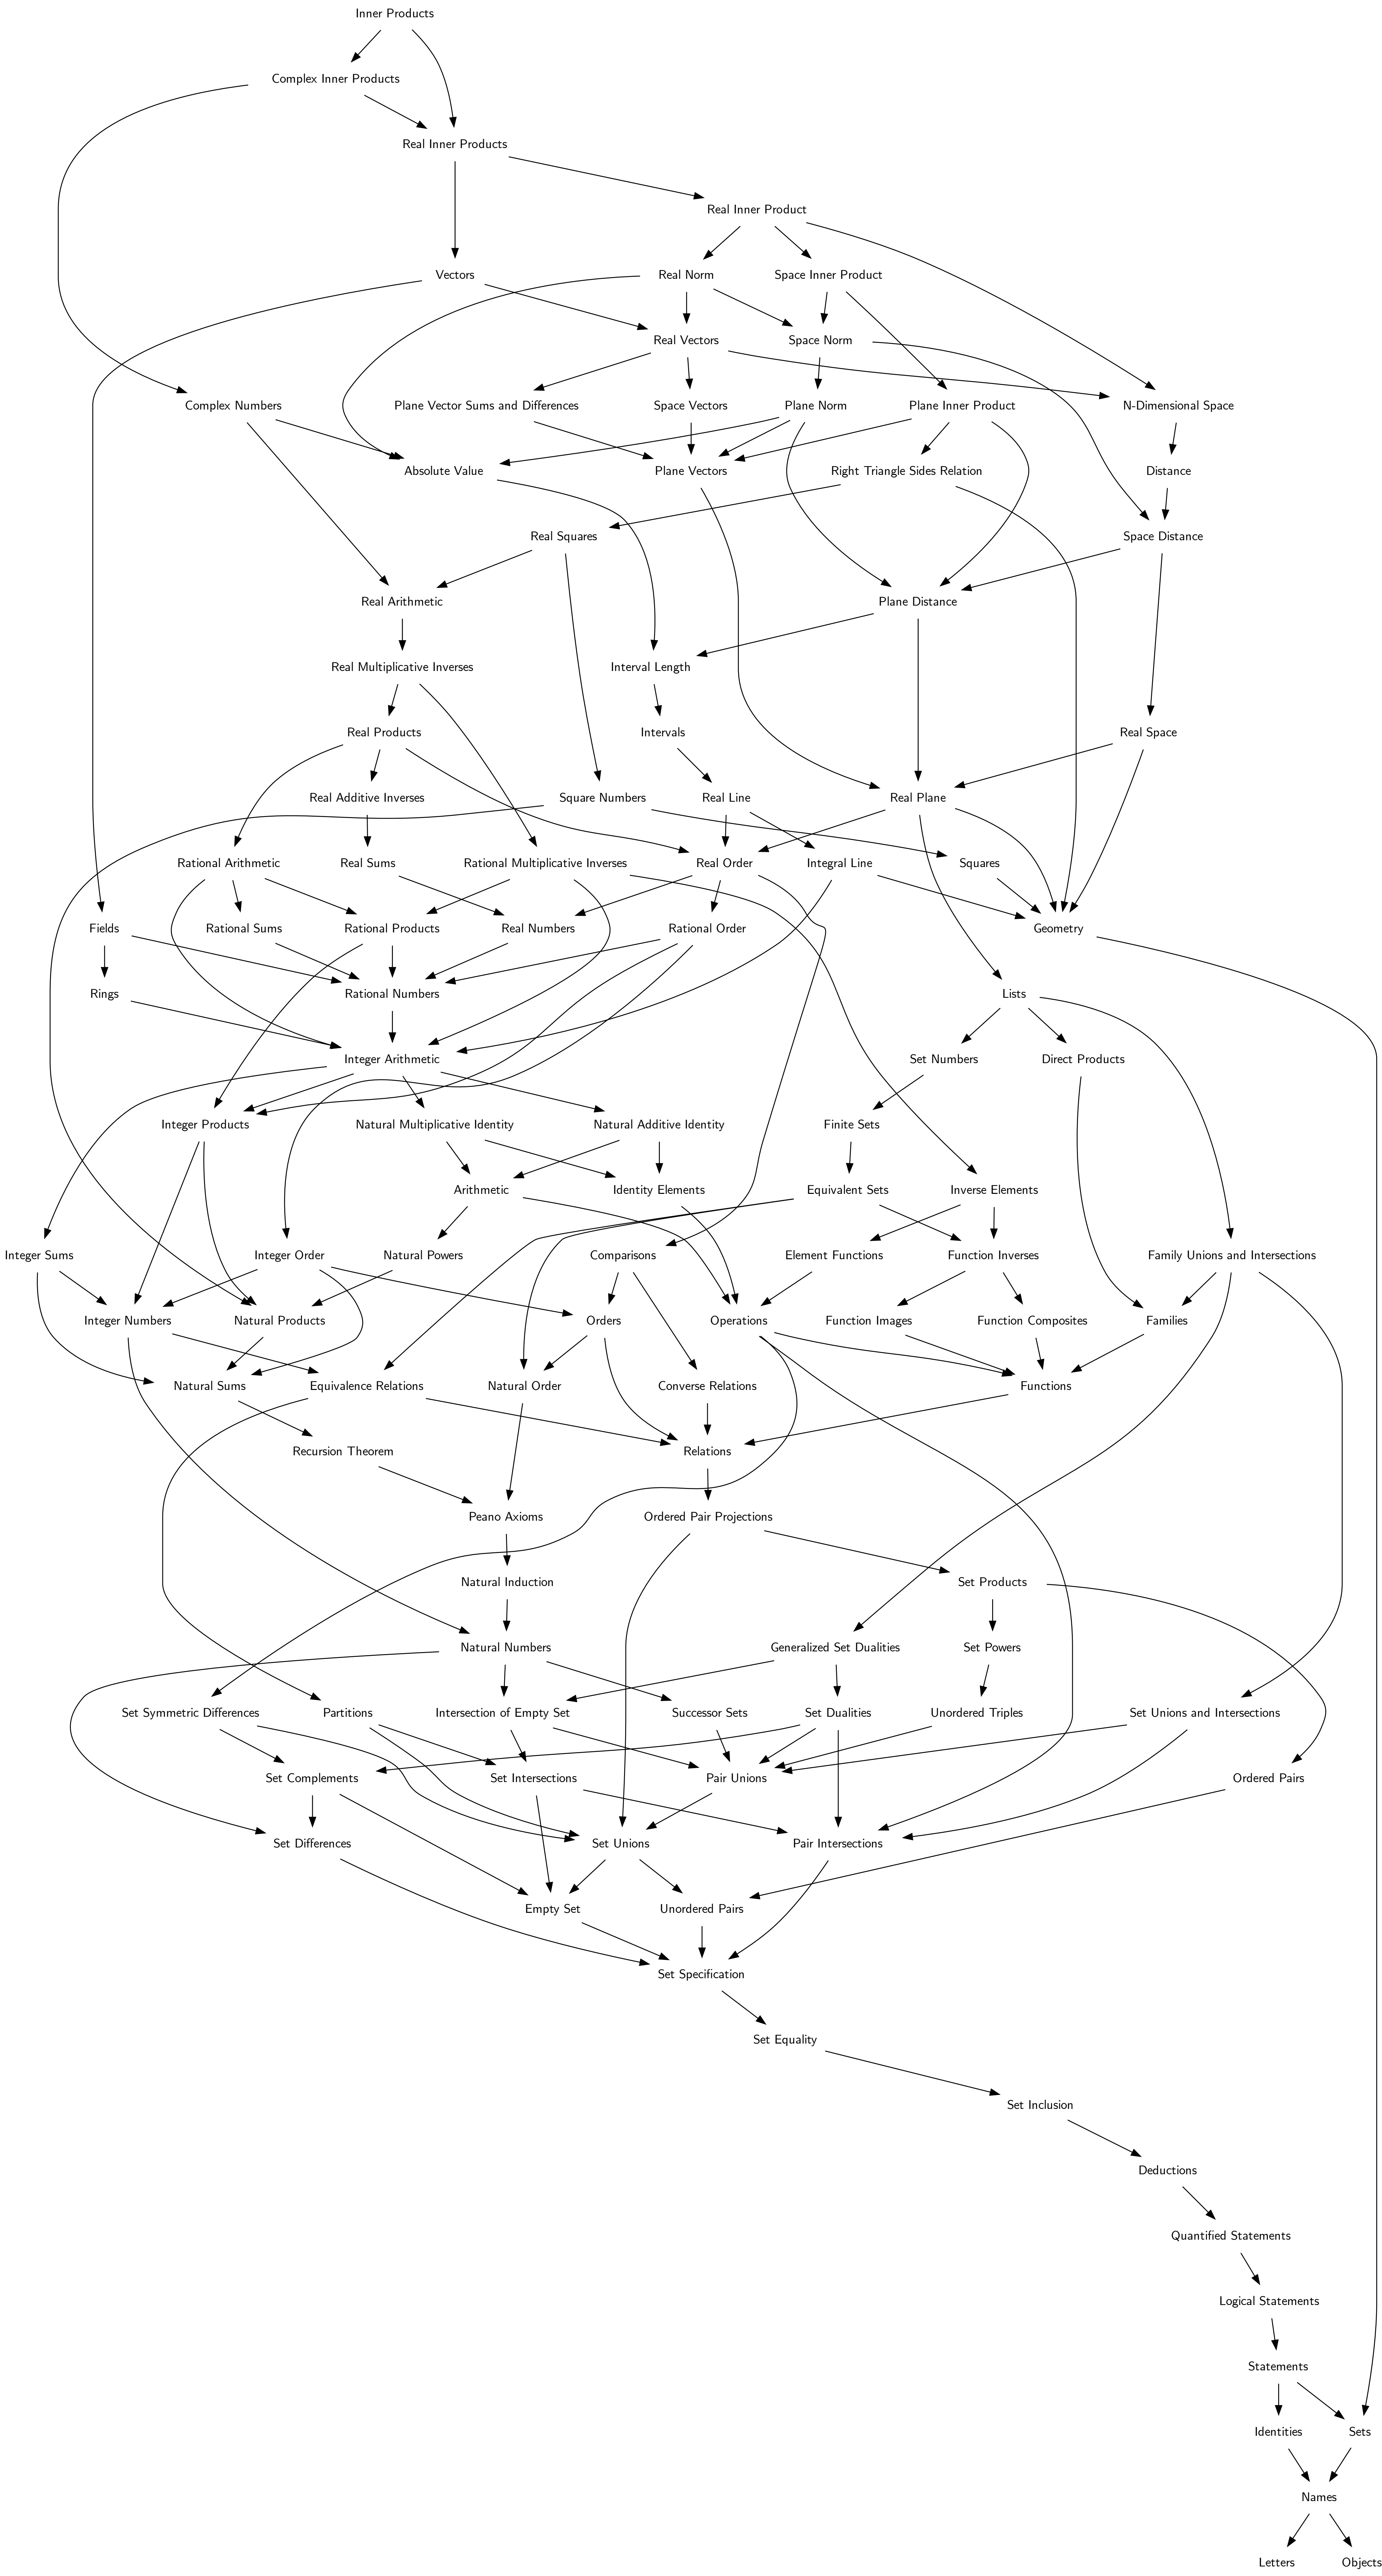 Inner Products
Complex Inner Products
Real Inner Products
Real Inner Product
Vectors
Real Norm
Space Inner Product
Real Vectors
Space Norm
Complex Numbers
Plane Vector Sums and Differences
Space Vectors
Plane Norm
Plane Inner Product
N-Dimensional Space
Absolute Value
Plane Vectors
Right Triangle Sides Relation
Distance
Real Squares
Space Distance
Real Arithmetic
Plane Distance
Real Multiplicative Inverses
Interval Length
Real Products
Intervals
Real Space
Real Additive Inverses
Square Numbers
Real Line
Real Plane
Rational Arithmetic
Real Sums
Rational Multiplicative Inverses
Real Order
Integral Line
Squares
Fields
Rational Sums
Rational Products
Real Numbers
Rational Order
Geometry
Rings
Rational Numbers
Lists
Integer Arithmetic
Set Numbers
Direct Products
Integer Products
Natural Multiplicative Identity
Natural Additive Identity
Finite Sets
Arithmetic
Identity Elements
Equivalent Sets
Inverse Elements
Integer Sums
Integer Order
Natural Powers
Comparisons
Element Functions
Function Inverses
Family Unions and Intersections
Integer Numbers
Natural Products
Orders
Operations
Function Images
Function Composites
Families
Natural Sums
Equivalence Relations
Natural Order
Converse Relations
Functions
Recursion Theorem
Relations
Peano Axioms
Ordered Pair Projections
Natural Induction
Set Products
Natural Numbers
Generalized Set Dualities
Set Powers
Set Symmetric Differences
Partitions
Intersection of Empty Set
Successor Sets
Set Dualities
Unordered Triples
Set Unions and Intersections
Set Complements
Set Intersections
Pair Unions
Ordered Pairs
Set Differences
Set Unions
Pair Intersections
Empty Set
Unordered Pairs
Set Specification
Set Equality
Set Inclusion
Deductions
Quantified Statements
Logical Statements
Statements
Identities
Sets
Names
Letters
Objects